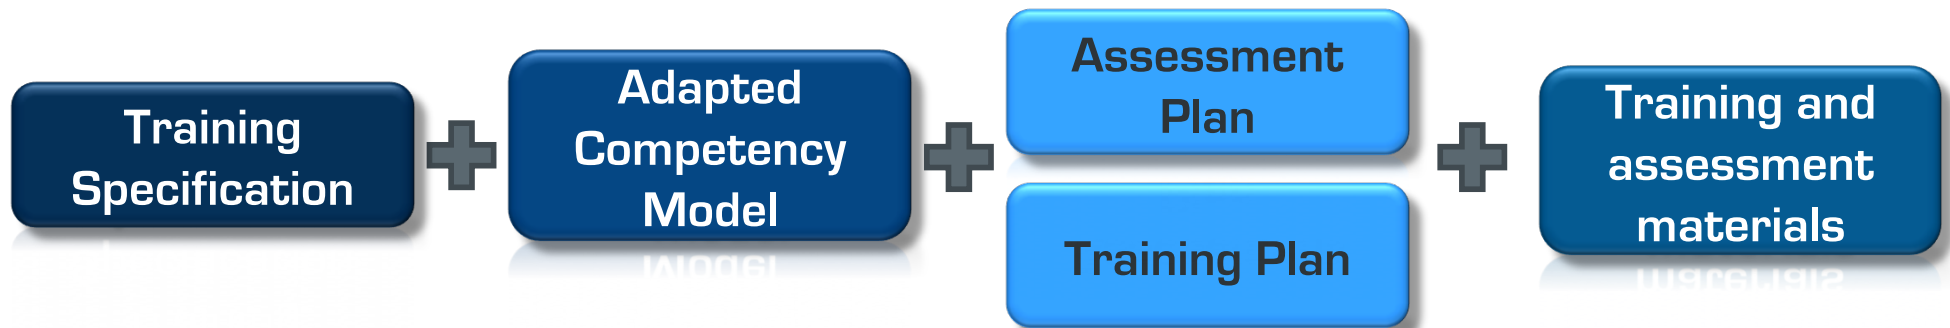 Training
Specification
Adapted
Competency
Model
Assessment
Plan
Training Plan
Training and
assessment
materials